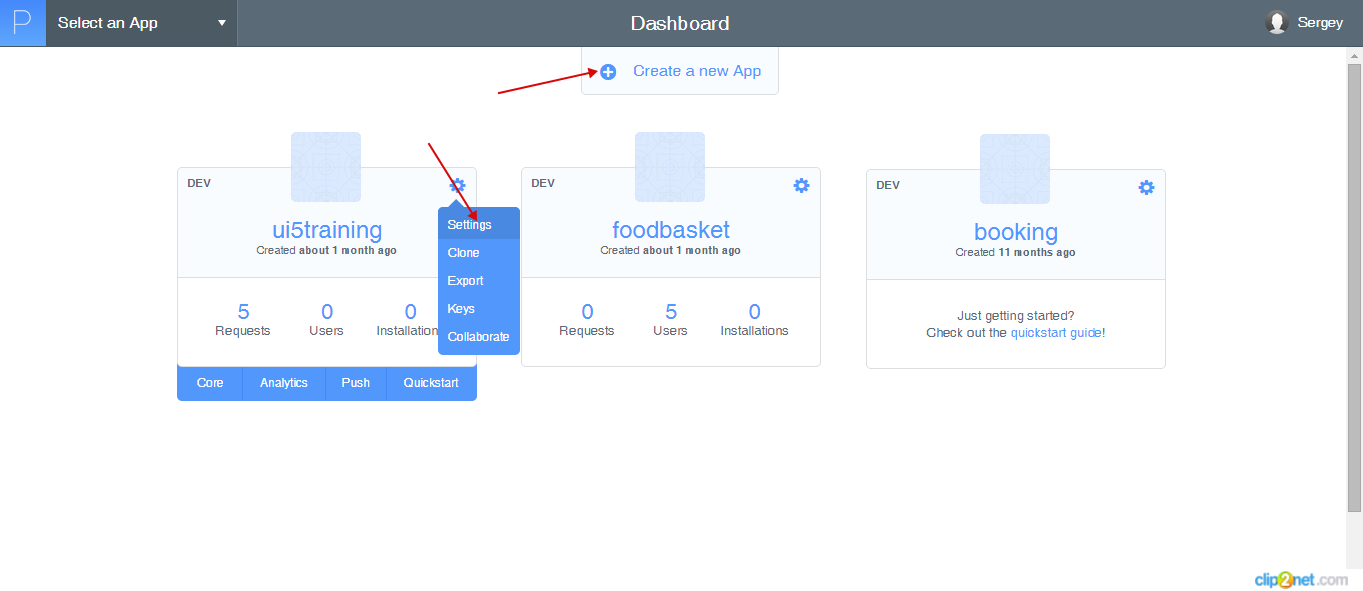 P
Select an App
Dashboard
Sergey
Create a new App
DEV
ui5training
Created about 1 month ago
5 0 0
Requests Users Installation
Core Analytics Push Quickstart
Settings
Clone
Export
Keys
Collaborate
DEV
foodbasket
Created about 1 month ago
0 5 0
Requests Users Installations
DEV
booking
Created 11 months ago
Just getting started?
Check out the quickstart guide!
clip2net.com